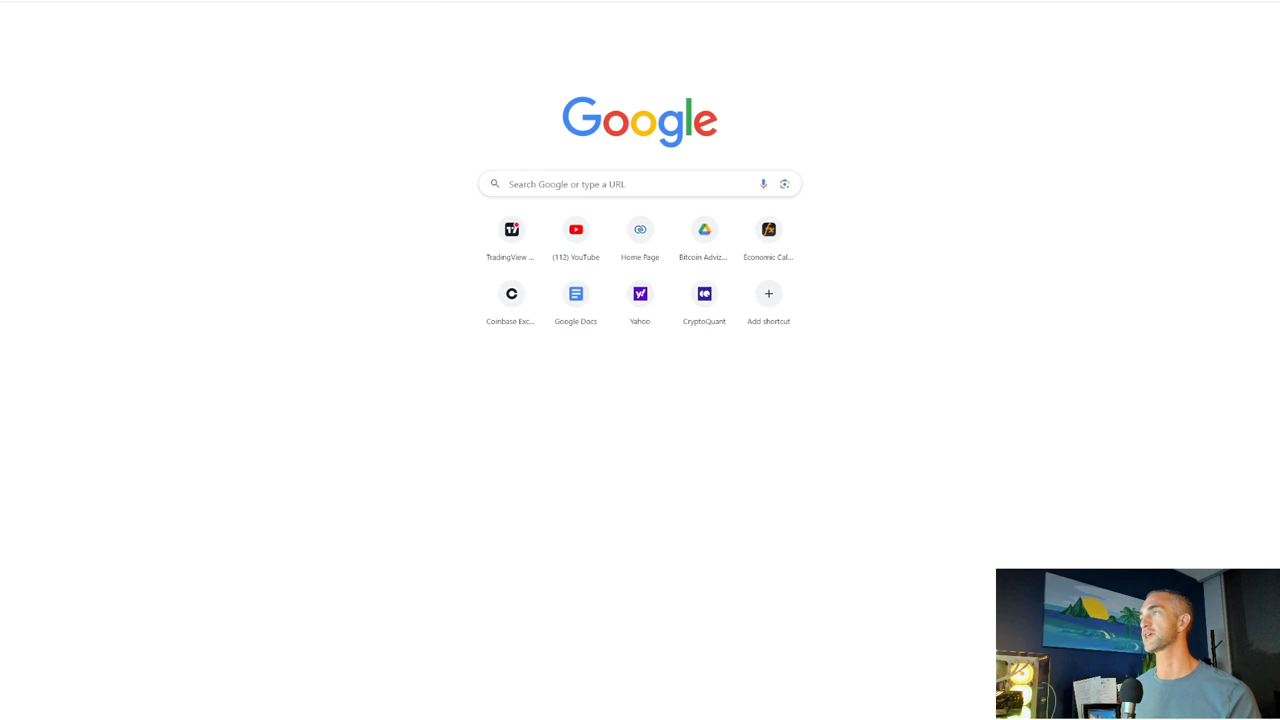 Google
Search Google or type a URL
TradingView ...
(112) YouTube
Home Page
Bitcoin Adviz...
Economic Cal...
Coinbase Exc...
Google Docs
Yahoo
CryptoQuant
Add shortcut